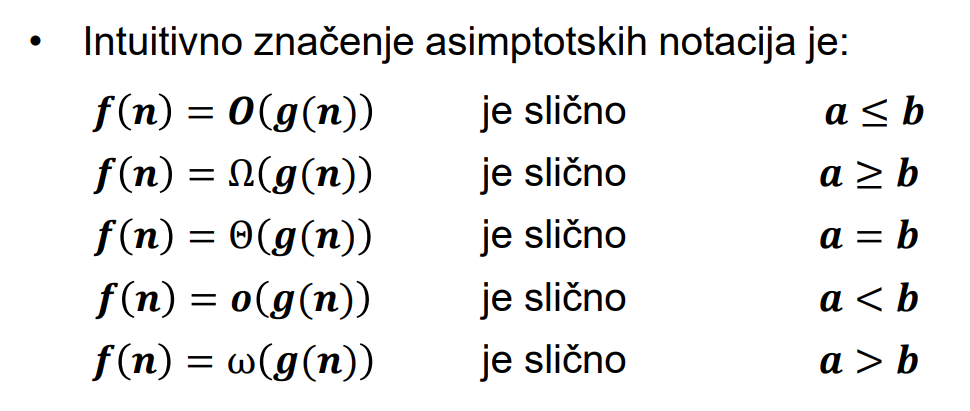 • Intuitivno značenje asimptotskih notacija je:
f(n) = O(g(n)) je slično a ≤ b
f(n) = Ω(g(n)) je slično a ≥ b
f(n) = Θ(g(n)) je slično a = b
f(n) = o(g(n)) je slično a < b
f(n) = ω(g(n)) je slično a > b